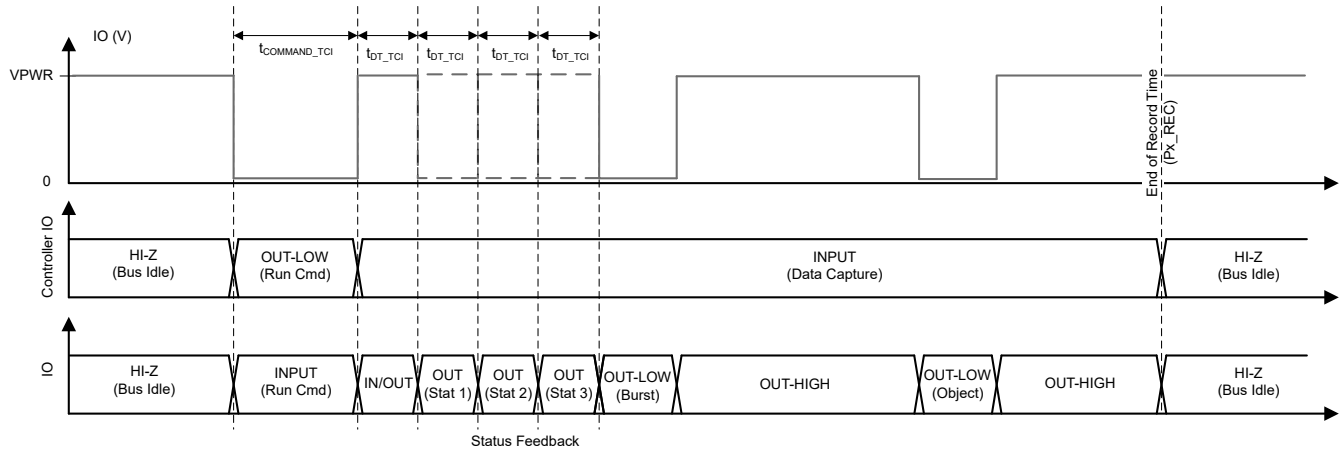 IO (V)
tCOMMAND_TCI
tDT_TCI
tDT_TCI
tDT_TCI
tDT_TCI
VPWR
0
End of Record Time
(Px_REC)
Controller IO
HI-Z
(Bus Idle)
OUT-LOW
(Run Cmd)
INPUT
(Data Capture)
HI-Z
(Bus Idle)
IO
HI-Z
(Bus Idle)
INPUT
(Run Cmd)
IN/OUT
OUT
(Stat 1)
OUT
(Stat 2)
OUT
(Stat 3)
OUT-LOW
(Burst)
OUT-HIGH
OUT-LOW
(Object)
OUT-HIGH
HI-Z
(Bus Idle)
Status Feedback